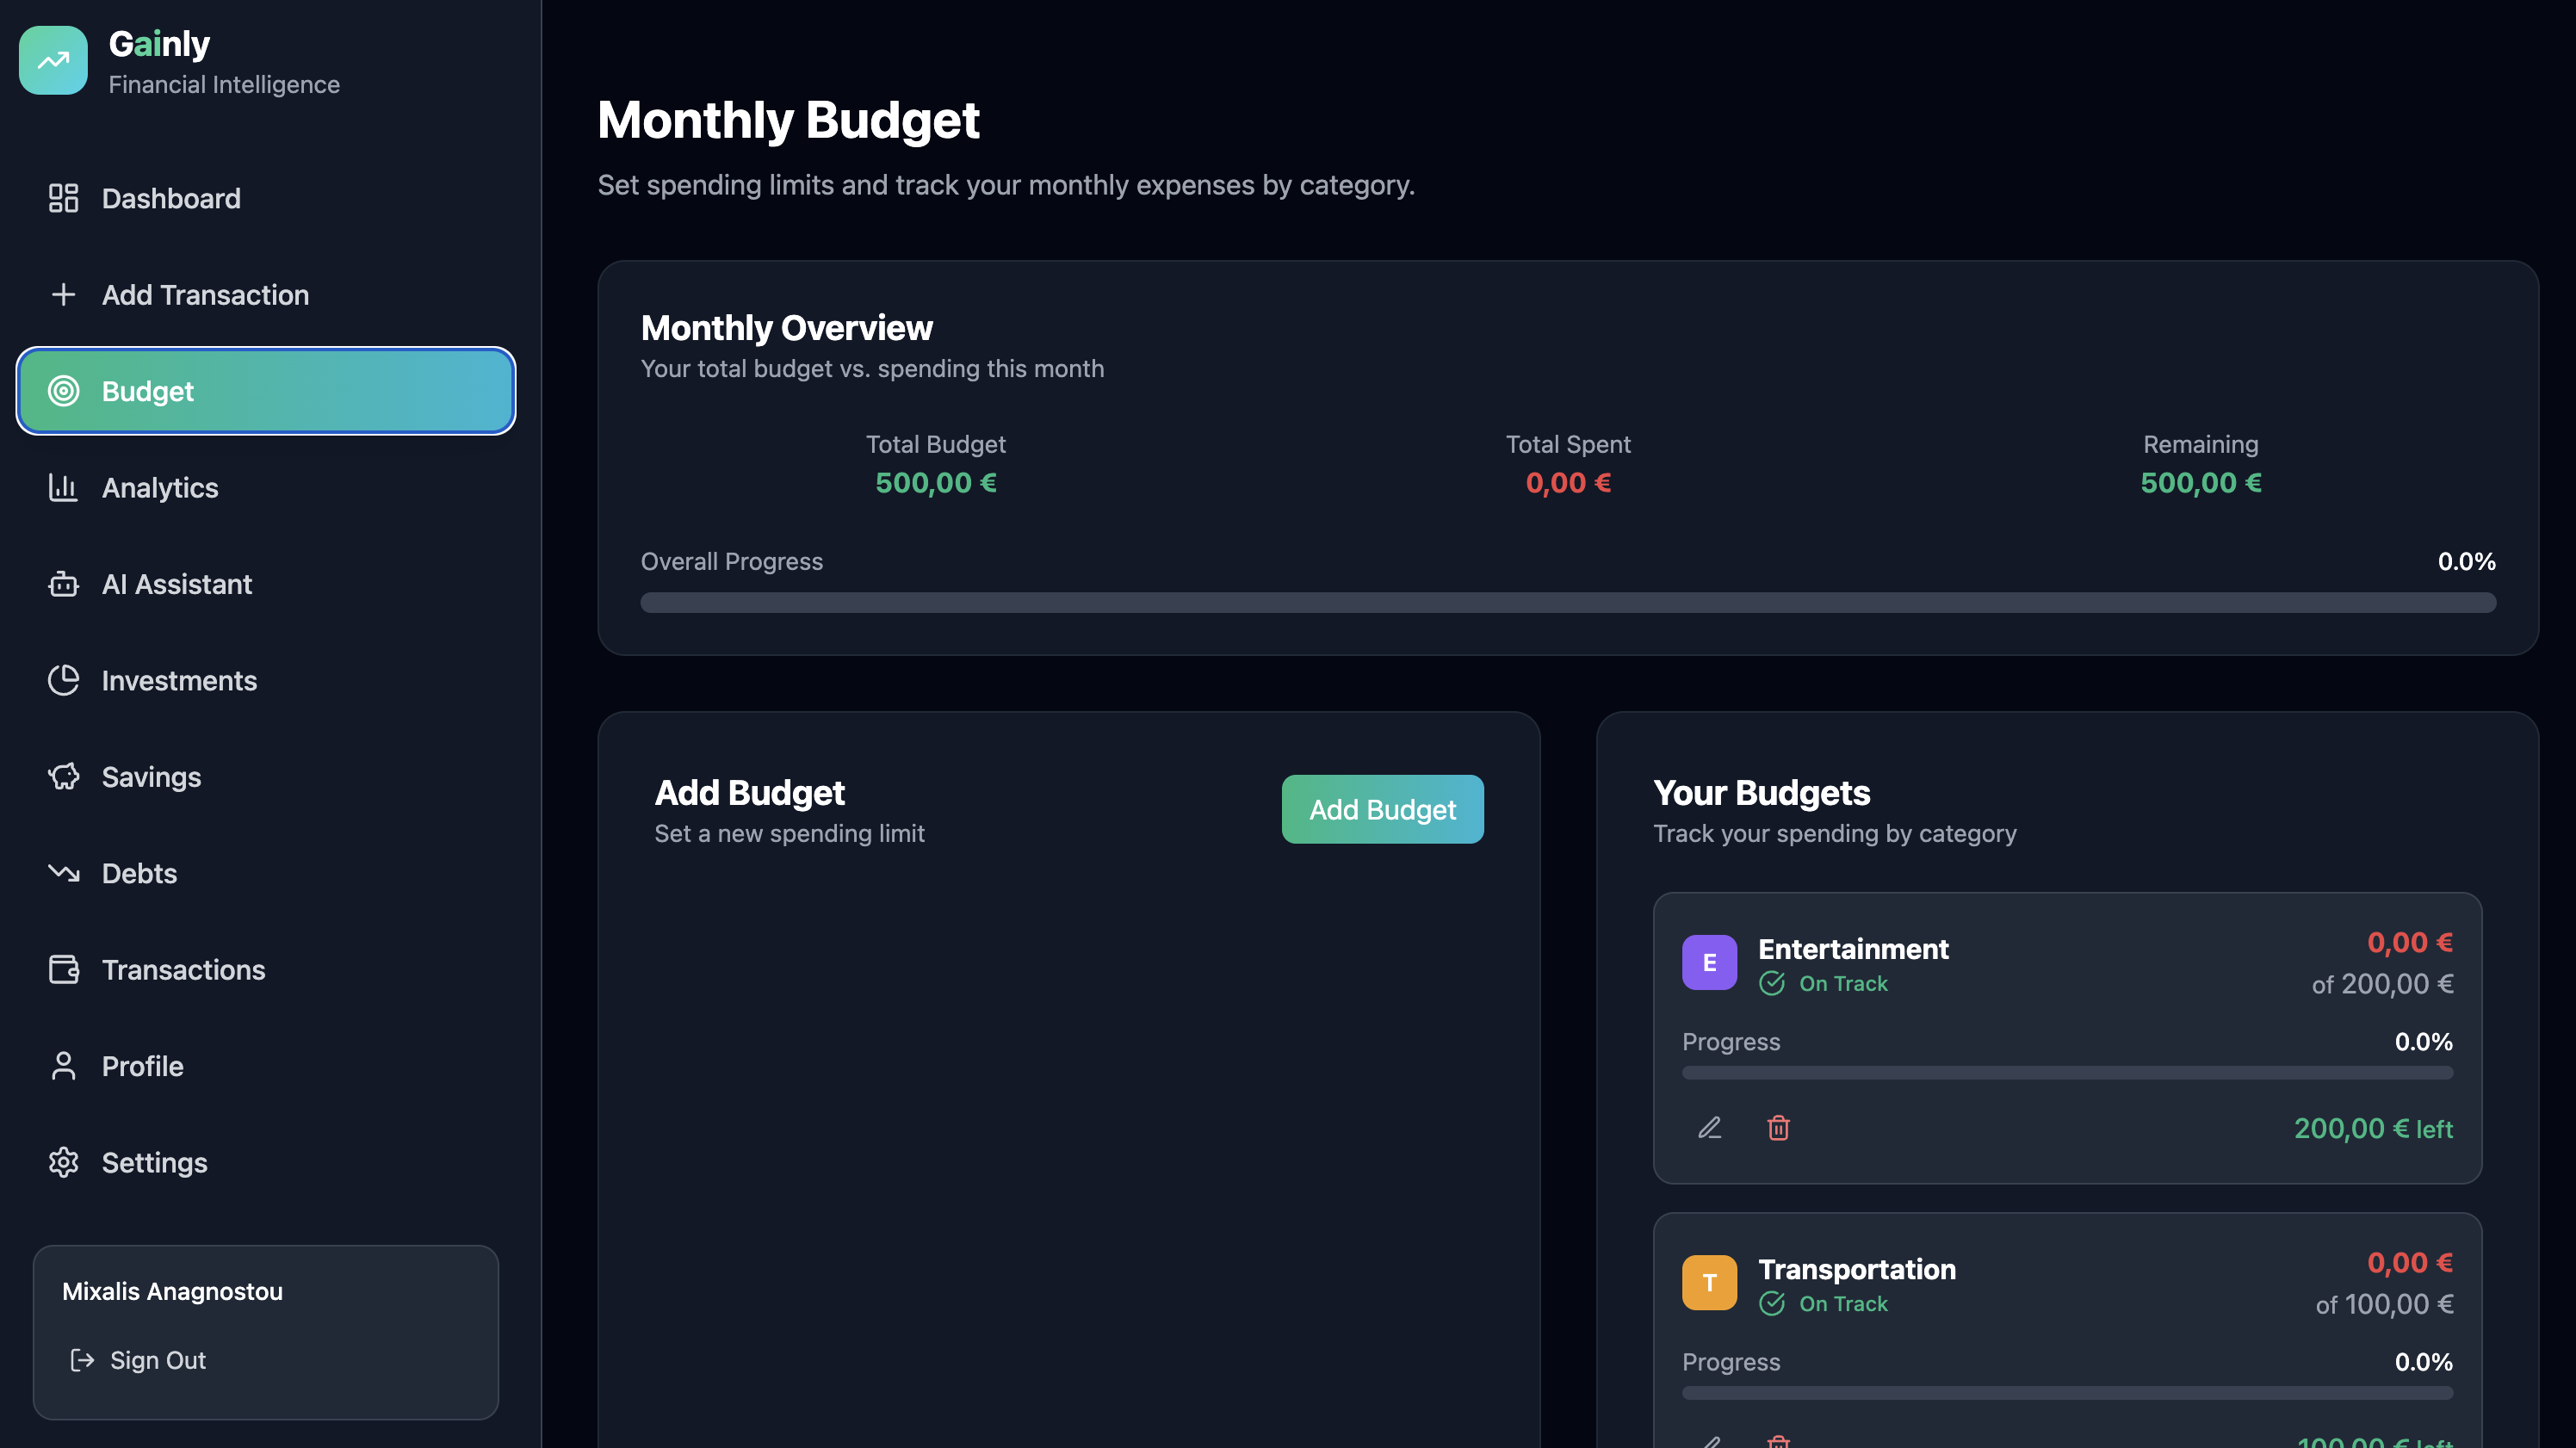 Gainly
Financial Intelligence
Dashboard
Add Transaction
Budget
Analytics
AI Assistant
Investments
Savings
Debts
Transactions
Profile
Settings
Mixalis Anagnostou
Sign Out
Monthly Budget
Set spending limits and track your monthly expenses by category.
Monthly Overview
Your total budget vs. spending this month
Total Budget
500,00 €
Total Spent
0,00 €
Remaining
500,00 €
Overall Progress
0.0%
Add Budget
Set a new spending limit
Add Budget
Your Budgets
Track your spending by category
E
Entertainment
On Track
0,00 €
of 200,00 €
Progress
0.0%
200,00 € left
T
Transportation
On Track
0,00 €
of 100,00 €
Progress
0.0%
100,00 € left